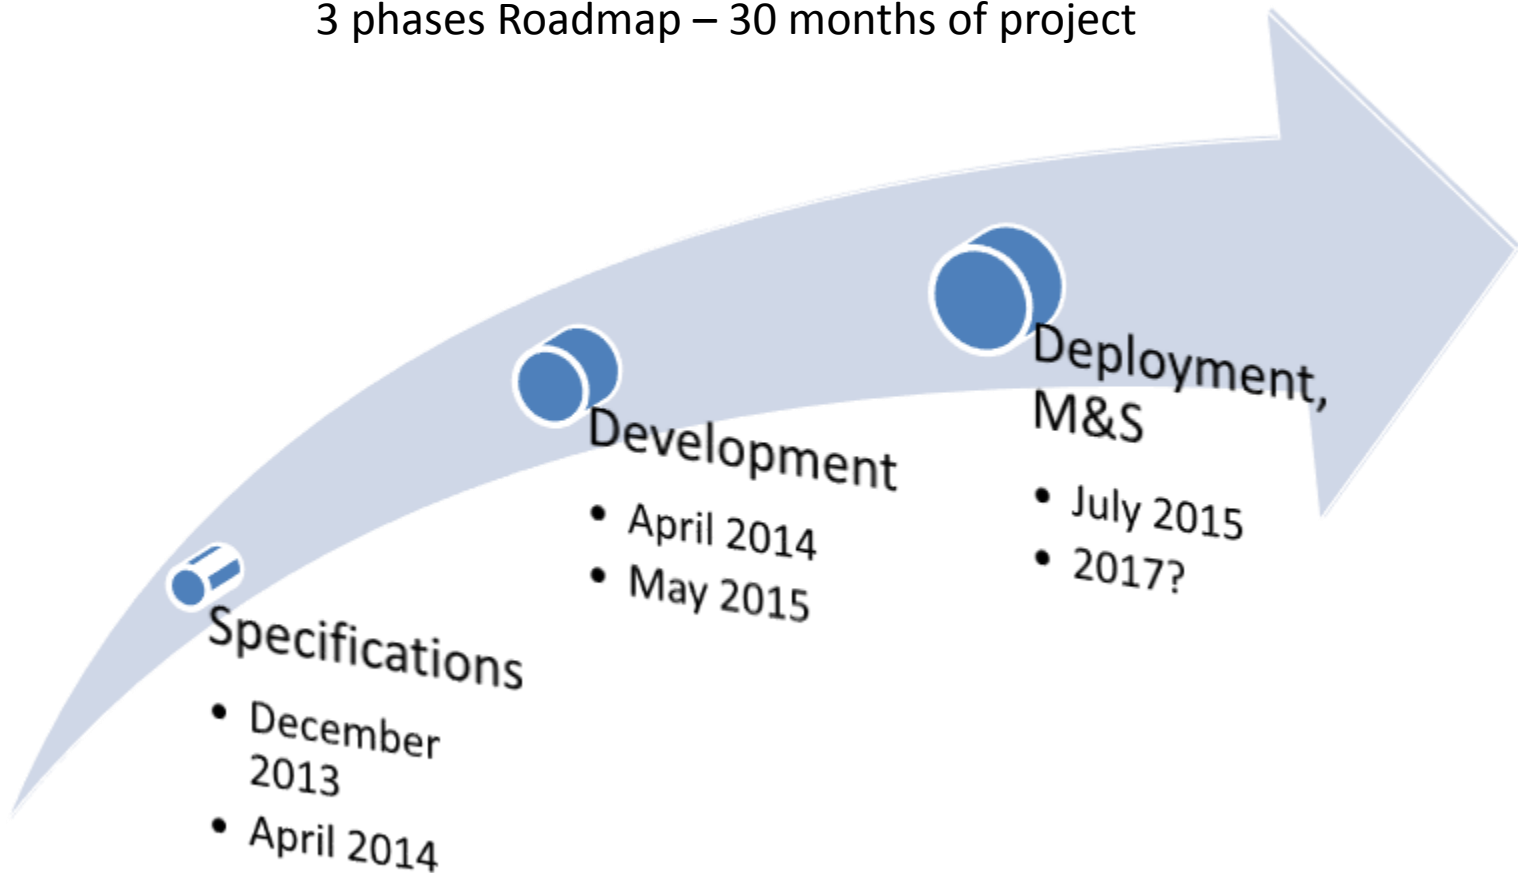 3 phases Roadmap – 30 months of project
Specifications
• December
2013
• April 2014
Development
• April 2014
• May 2015
Deployment,
M&S
• July 2015
• 2017?